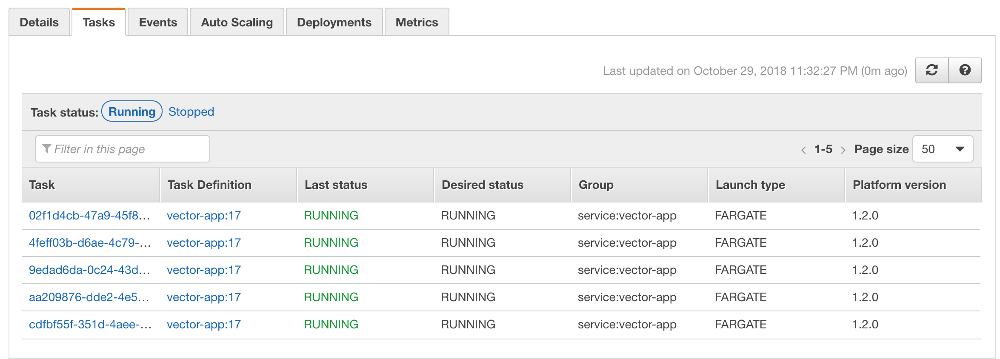 Details Tasks Events Auto Scaling Deployments Metrics
Last updated on October 29, 2018 11:32:27 PM (0m ago)
Task status: Running Stopped
Filter in this page < 1-5 > Page size 50
Task Task Definition Last status Desired status Group Launch type Platform version
02f1d4cb-47a9-45f8... vector-app:17 RUNNING RUNNING service:vector-app FARGATE 1.2.0
4feff03b-d6ae-4c79-... vector-app:17 RUNNING RUNNING service:vector-app FARGATE 1.2.0
9edad6da-0c24-43d... vector-app:17 RUNNING RUNNING service:vector-app FARGATE 1.2.0
aa209876-dde2-4e5... vector-app:17 RUNNING RUNNING service:vector-app FARGATE 1.2.0
cdfbf55f-351d-4aee-... vector-app:17 RUNNING RUNNING service:vector-app FARGATE 1.2.0